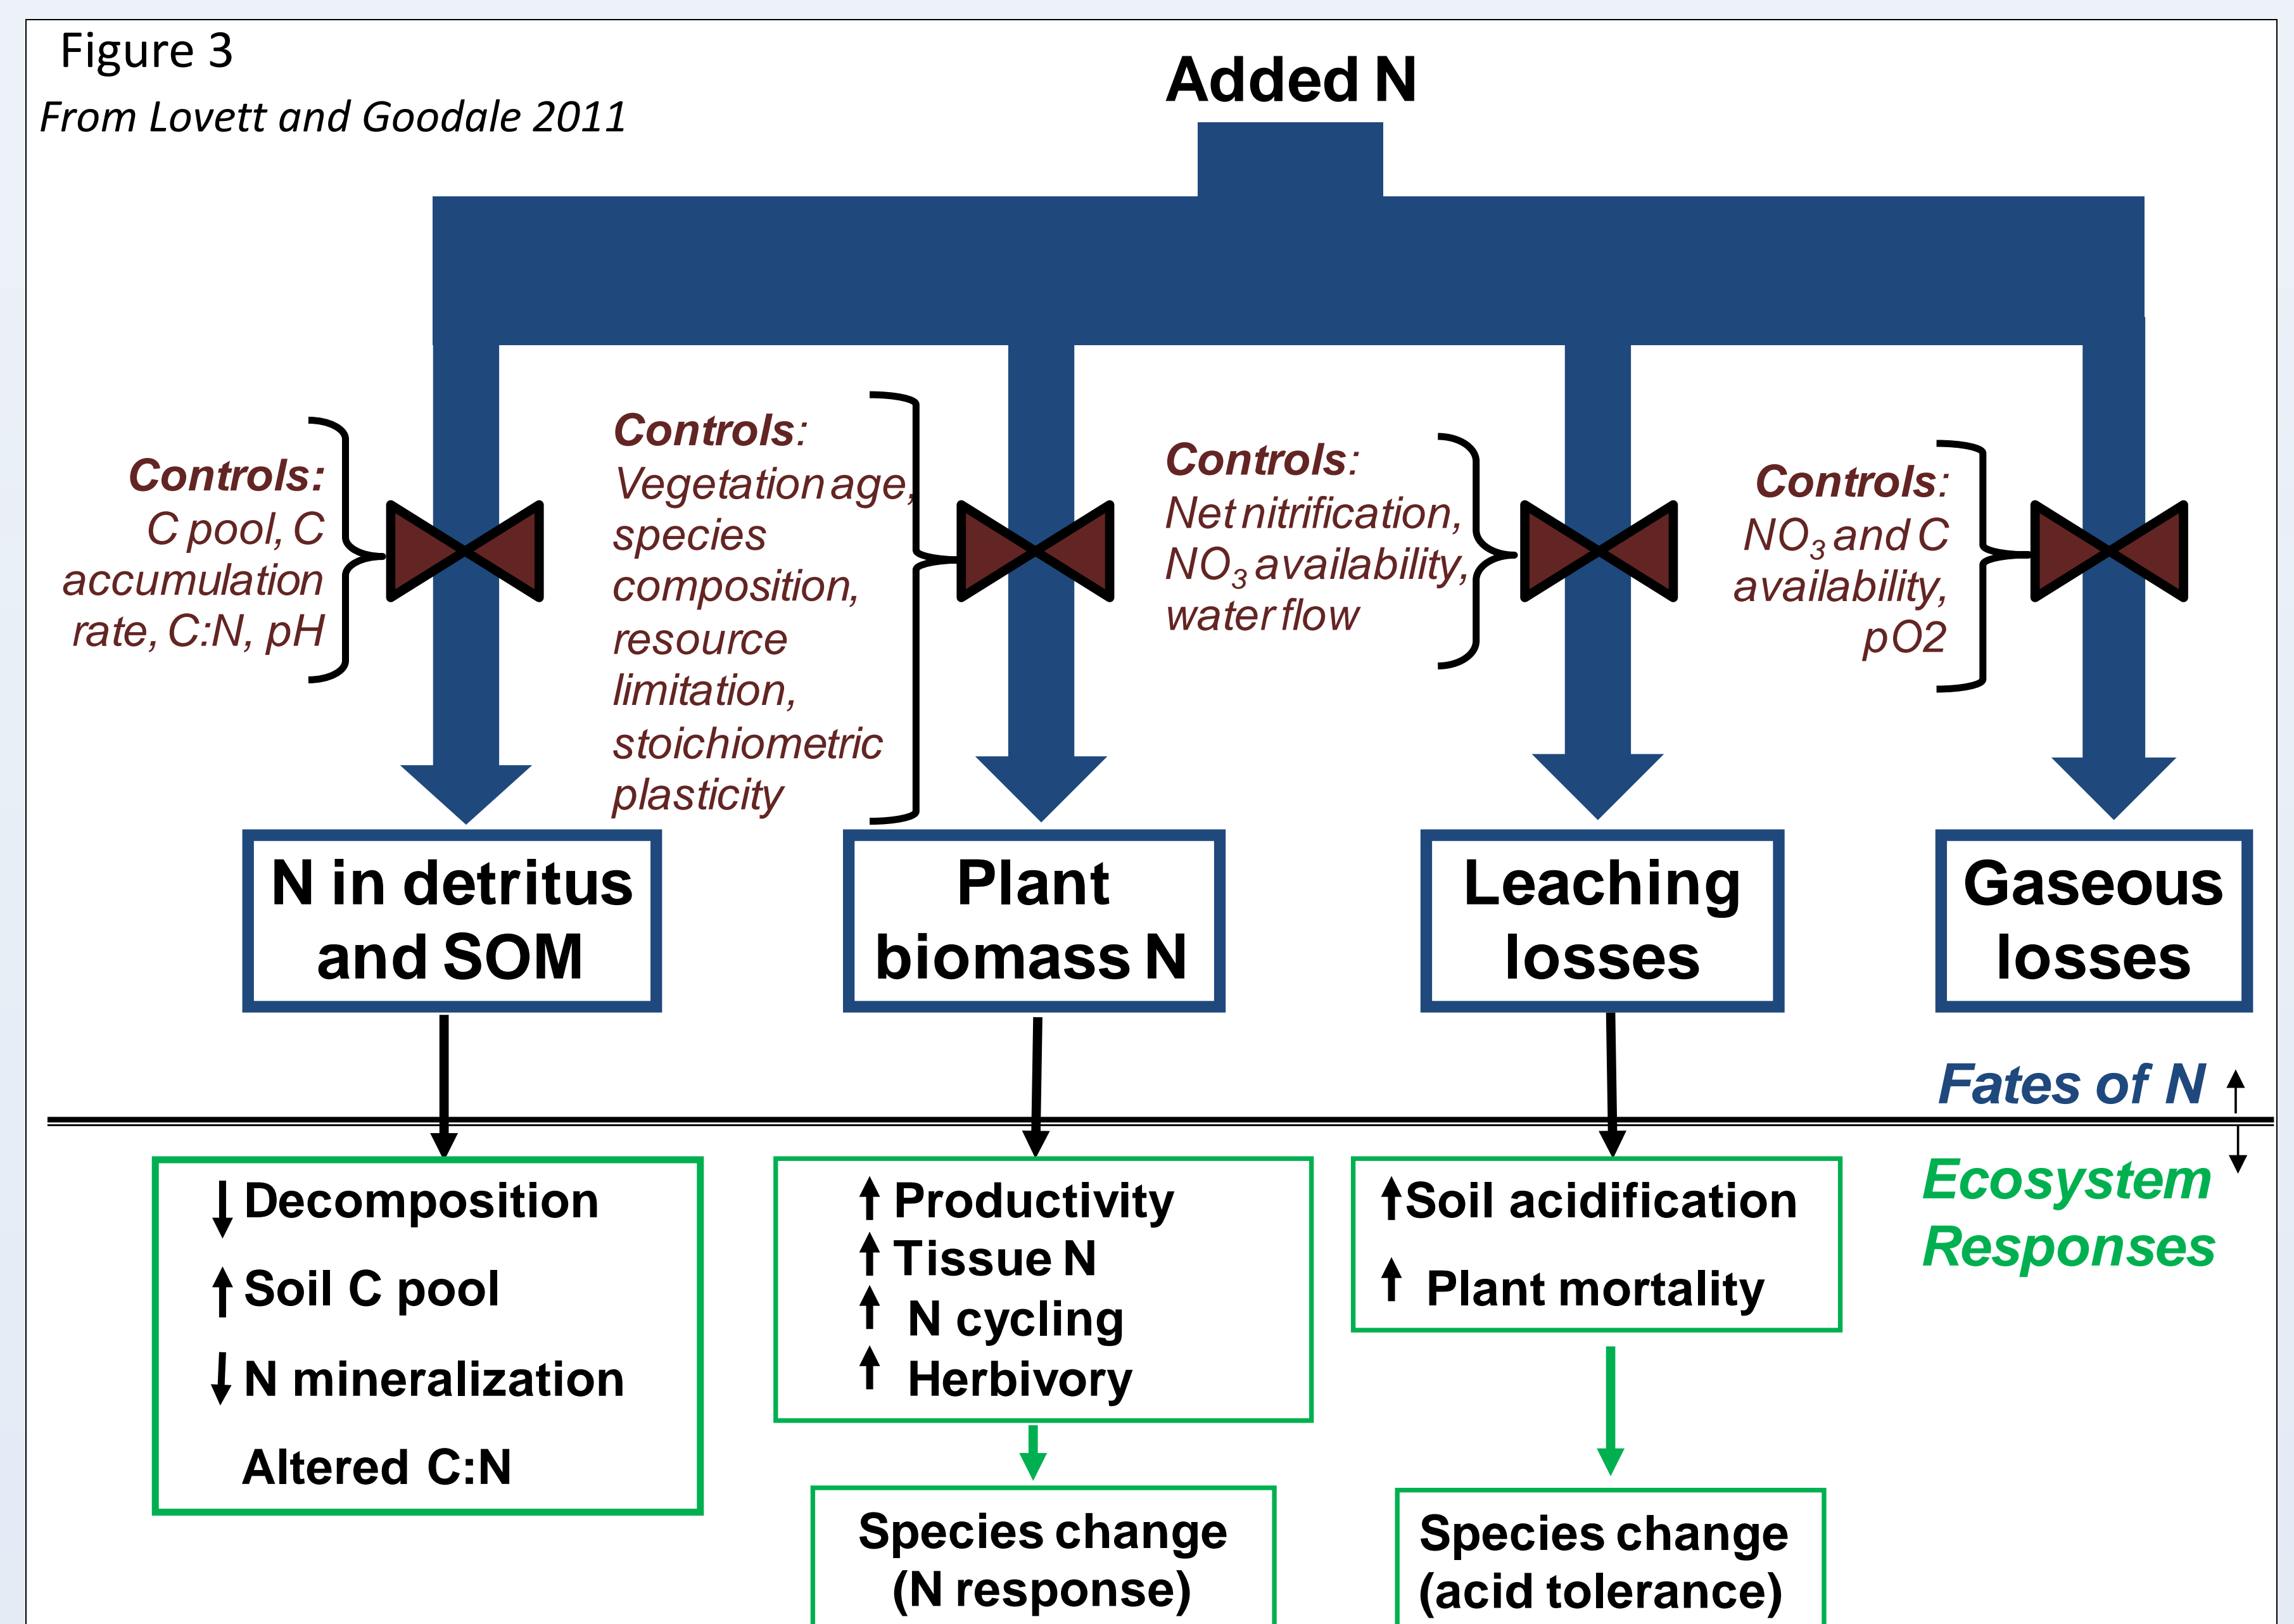 Figure 3
From Lovett and Goodale 2011
Added N
Controls:
C pool, C
accumulation
rate, C:N, pH
Controls:
Vegetation age,
species
composition,
resource
limitation,
stoichiometric
plasticity
Controls:
Net nitrification,
NO₃ availability,
water flow
Controls:
NO₃ and C
availability,
pO2
N in detritus
and SOM
Plant
biomass N
Leaching
losses
Gaseous
losses
Fates of N
Ecosystem
Responses
Decomposition
Soil C pool
N mineralization
Altered C:N
Productivity
Tissue N
N cycling
Herbivory
Soil acidification
Plant mortality
Species change
(N response)
Species change
(acid tolerance)